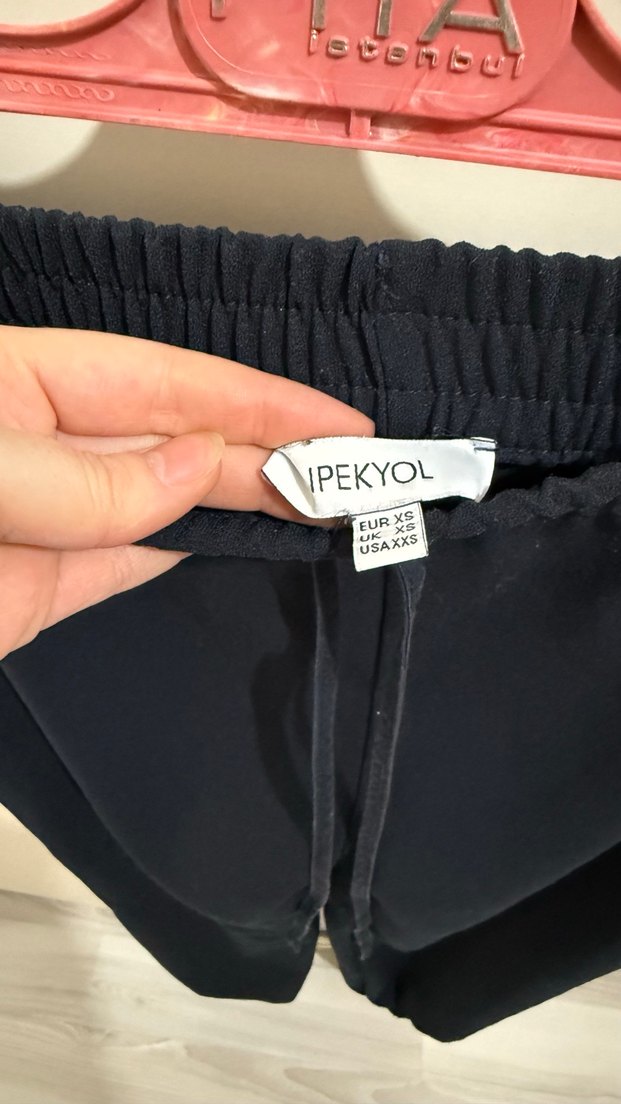 istanbul
IPEKYOL
EUR XS
UK XS
USA XXS